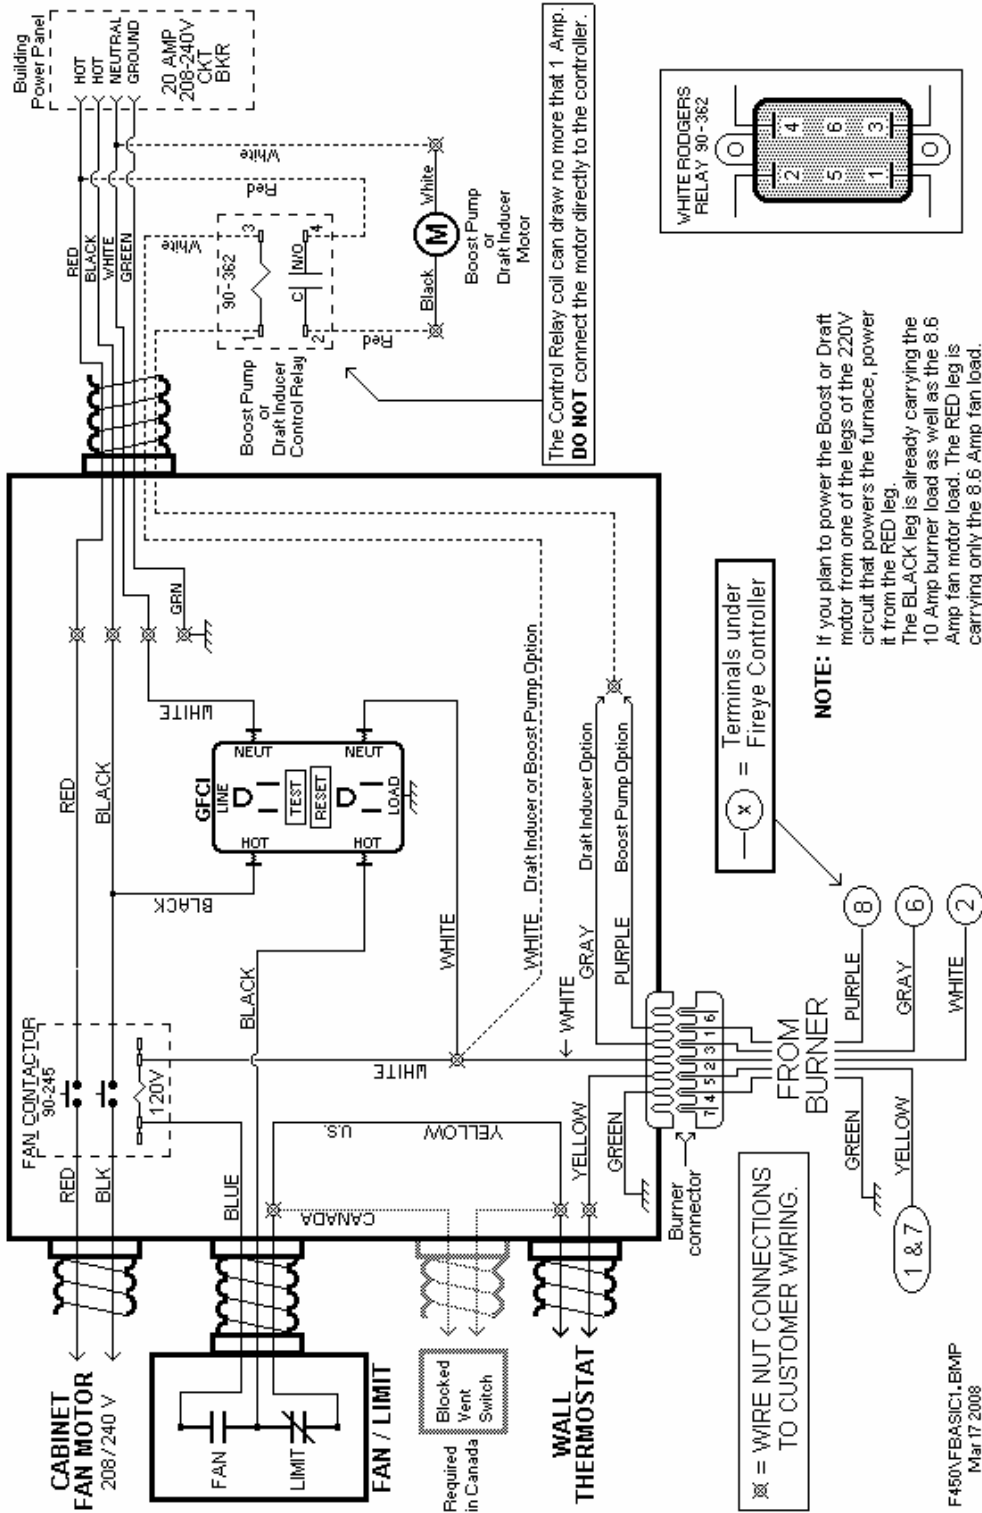 Building
Power Panel
HOT
HOT
NEUTRAL
GROUND
20 AMP
208-240V
CKT
BKR
RED
BLACK
WHITE
GREEN
White
Red
White
90-362
3
4
1
2
N/O
C
Red
Boost Pump
or
Draft Inducer
Control Relay
White
M
Black
Boost Pump
or
Draft Inducer
Motor
The Control Relay coil can draw no more that 1 Amp.
DO NOT connect the motor directly to the controller.
WHITE RODGERS
RELAY 90-362
2
4
5
6
1
3
NOTE: If you plan to power the Boost or Draft
motor from one of the legs of the 220V
circuit that powers the furnace, power
it from the RED leg.
The BLACK leg is already carrying the
10 Amp burner load as well as the 8.6
Amp fan motor load. The RED leg is
carrying only the 8.6 Amp fan load.
CABINET
FAN MOTOR
208/240 V
RED
BLK
FAN CONTACTOR
90-245
120V
RED
BLACK
GRN
WHITE
BLACK
GFCI
LINE
NEUT
HOT
TEST
RESET
LOAD
NEUT
HOT
BLACK
WHITE
WHITE
WHITE Draft Inducer or Boost Pump Option
WHITE
GRAY Draft Inducer Option
PURPLE Boost Pump Option
BLUE
FAN
LIMIT
FAN / LIMIT
U.S.
YELLOW
CANADA
Required
in Canada
Blocked
Vent
Switch
WALL
THERMOSTAT
YELLOW
GREEN
Burner
connector
7 4 5 2 3 1 6
FROM
BURNER
GREEN
YELLOW
1 & 7
PURPLE
8
GRAY
6
WHITE
2
x = Terminals under
Fireye Controller
= WIRE NUT CONNECTIONS
TO CUSTOMER WIRING.
F450\FBASIC1.BMP
Mar 17 2008